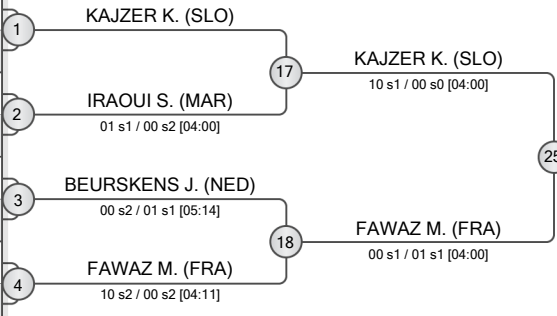 1
KAJZER K. (SLO)
17
KAJZER K. (SLO)
10 s1 / 00 s0 [04:00]
2
IRAOUI S. (MAR)
01 s1 / 00 s2 [04:00]
25
3
BEURSKENS J. (NED)
00 s2 / 01 s1 [05:14]
18
FAWAZ M. (FRA)
00 s1 / 01 s1 [04:00]
4
FAWAZ M. (FRA)
10 s2 / 00 s2 [04:11]